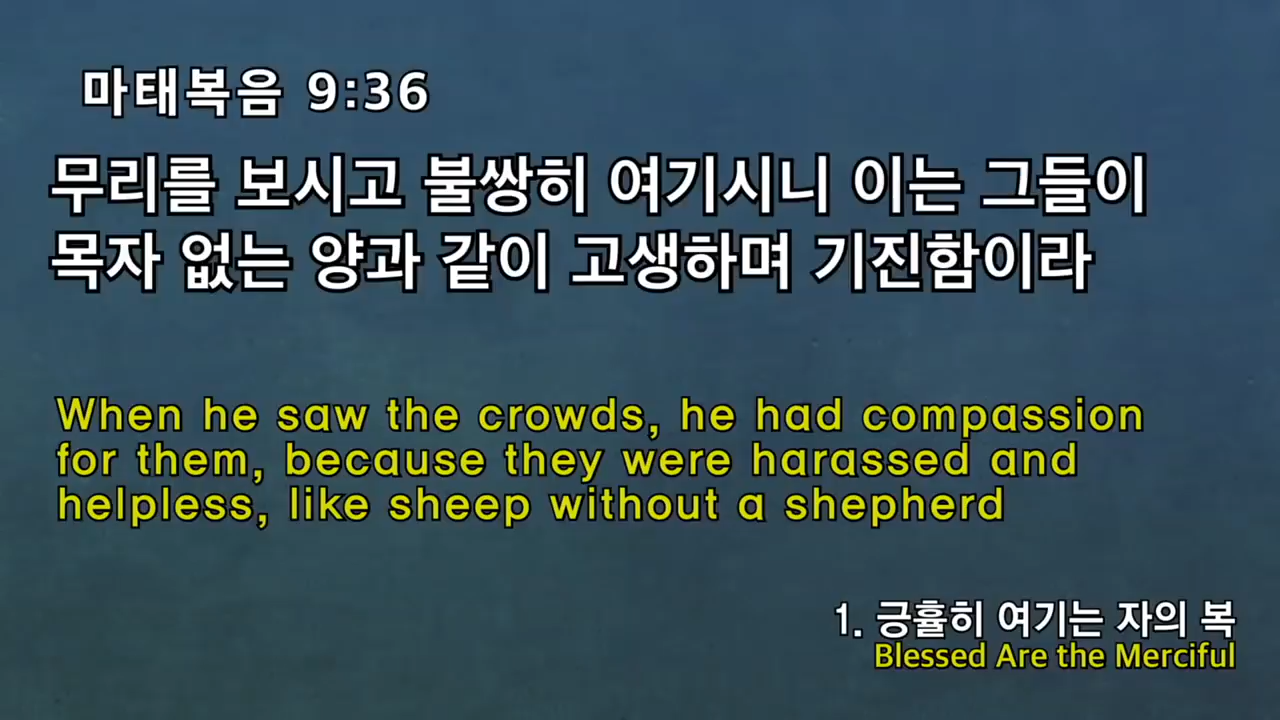 마태복음 9:36
무리를 보시고 불쌍히 여기시니 이는 그들이
목자 없는 양과 같이 고생하며 기진함이라
When he saw the crowds, he had compassion
for them, because they were harassed and
helpless, like sheep without a shepherd
1. 긍휼히 여기는 자의 복
Blessed Are the Merciful